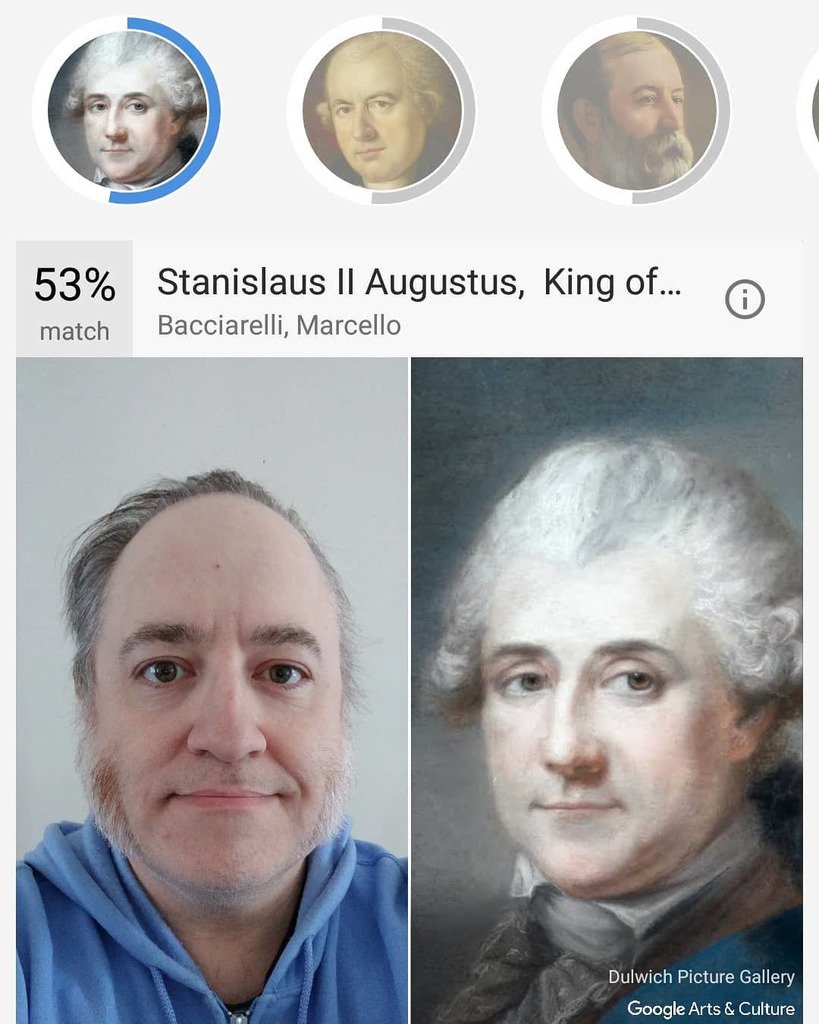 53%
match
Stanislaus II Augustus, King of...
Bacciarelli, Marcello
Dulwich Picture Gallery
Google Arts & Culture